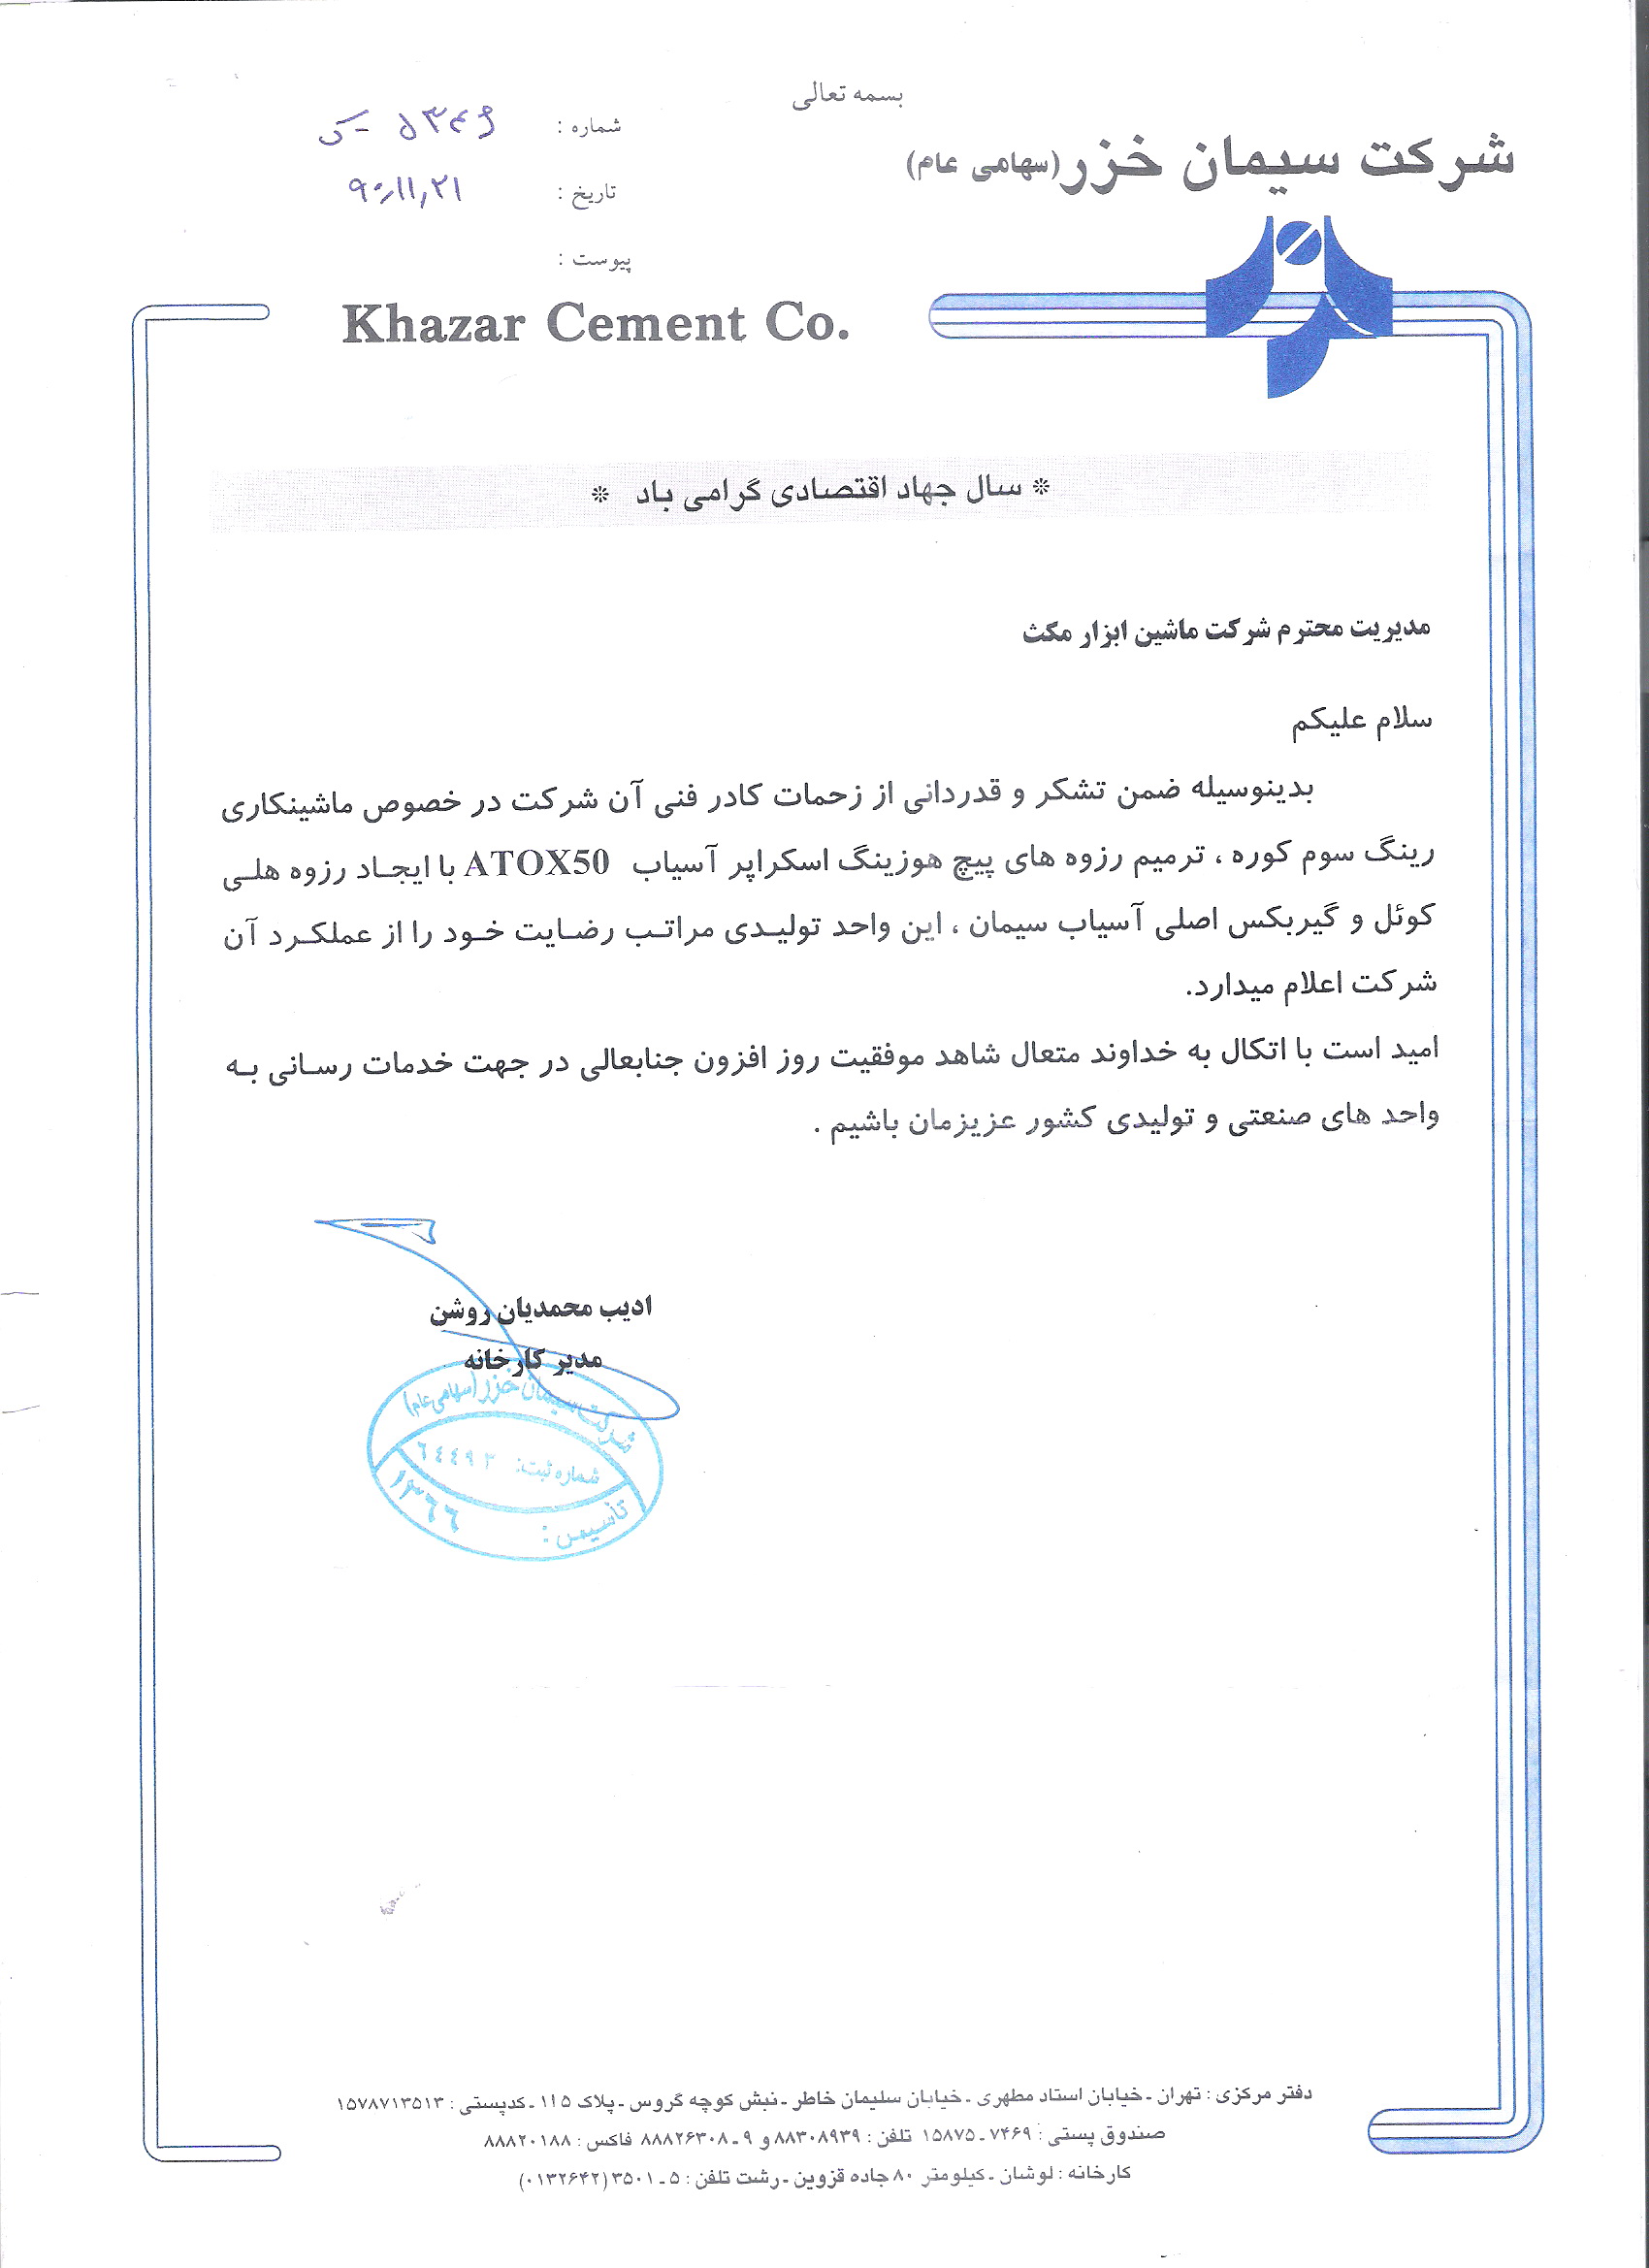 بسمه تعالی
شرکت سیمان خزر (سهامی عام)
شماره :
تاریخ : ۹۰٫۱۱٫۲۱
پیوست :
Khazar Cement Co.
* سال جهاد اقتصادی گرامی باد *
مدیریت محترم شرکت ماشین ابزار مکث
سلام علیکم
بدینوسیله ضمن تشکر و قدردانی از زحمات کادر فنی آن شرکت در خصوص ماشینکاری
رینگ سوم کوره ، ترمیم رزوه های پیچ هوزینگ اسکراپر آسیاب ATOX50 با ایجاد رزوه هلی
کوئل و گیربکس اصلی آسیاب سیمان ، این واحد تولیدی مراتب رضایت خود را از عملکرد آن
شرکت اعلام میدارد.
امید است با اتکال به خداوند متعال شاهد موفقیت روز افزون جنابعالی در جهت خدمات رسانی به
واحد های صنعتی و تولیدی کشور عزیزمان باشیم .
ادیب محمدیان روشن
مدیر کارخانه
شرکت سیمان خزر (سهامی عام)
شماره ثبت: ٦٤٤٩٣
تأسیس : ١٣٦٦
دفتر مرکزی : تهران ـ خیابان استاد مطهری ـ خیابان سلیمان خاطر ـ نبش کوچه گروس ـ پلاک ۱۱۵ ـ کدپستی : ۱۵۷۸۷۱۳۵۱۳
صندوق پستی : ۷۴۶۹ ـ ۱۵۸۷۵ تلفن : ۸۸۳۰۸۹۳۹ و ۹ ـ ۸۸۸۲۶۳۰۸ فاکس : ۸۸۸۲۰۱۸۸
کارخانه : لوشان ـ کیلومتر ۸۰ جاده قزوین ـ رشت تلفن : ۵ ـ ۳۵۰۱ (۰۱۳۲۶۴۲)